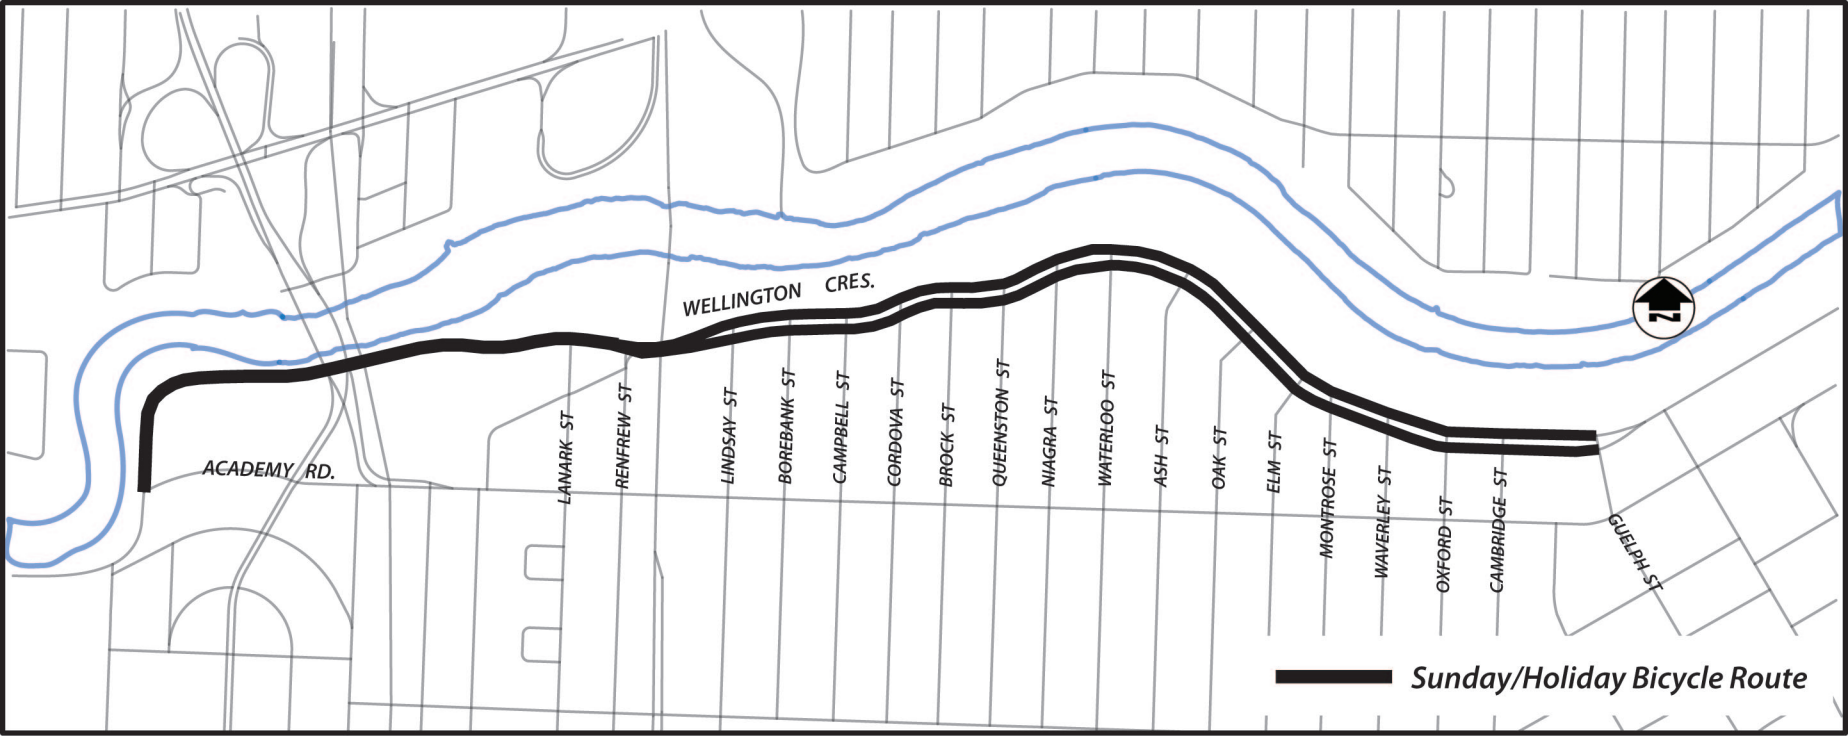 WELLINGTON CRES.
ACADEMY RD.
LANARK ST
RENFREW ST
LINDSAY ST
BOREBANK ST
CAMPBELL ST
CORDOVA ST
BROCK ST
QUEENSTON ST
NIAGRA ST
WATERLOO ST
ASH ST
OAK ST
ELM ST
MONTROSE ST
WAVERLEY ST
OXFORD ST
CAMBRIDGE ST
GUELPH ST
N
Sunday/Holiday Bicycle Route